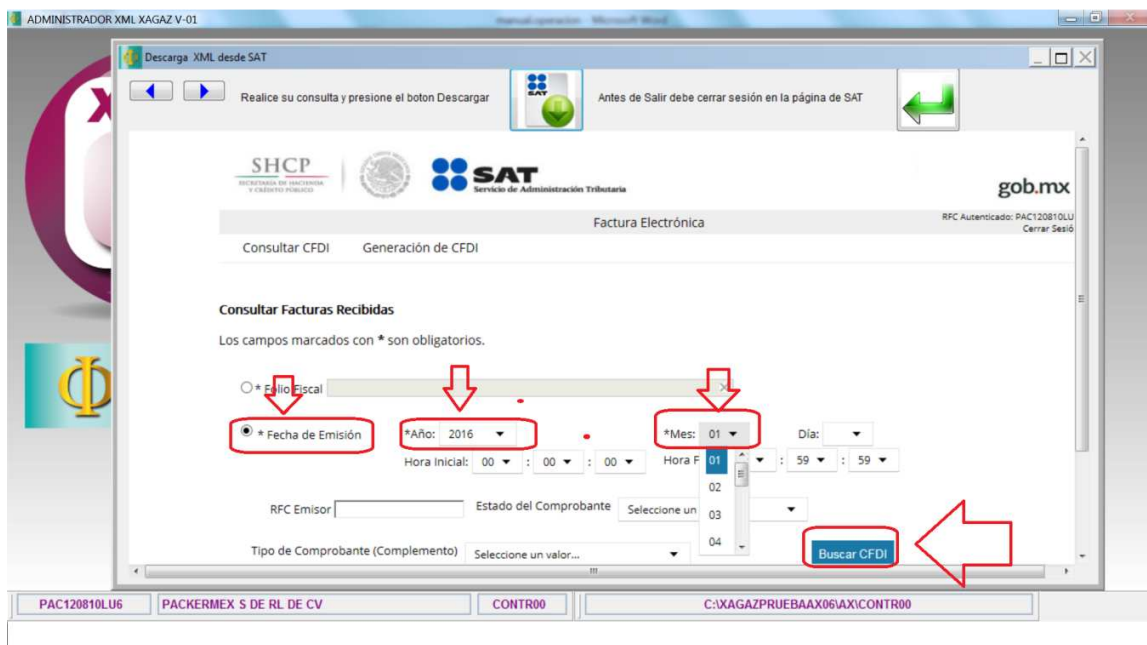 ADMINISTRADOR XML XAGAZ V-01
manual.operacion - Microsoft Word
Descarga XML desde SAT
Realice su consulta y presione el boton Descargar
SAT
Antes de Salir debe cerrar sesión en la página de SAT
SHCP
SECRETARÍA DE HACIENDA
Y CRÉDITO PÚBLICO
SAT
Servicio de Administración Tributaria
gob.mx
Factura Electrónica
RFC Autenticado: PAC120810LU
Cerrar Sesió
Consultar CFDI Generación de CFDI
Consultar Facturas Recibidas
Los campos marcados con * son obligatorios.
* Folio Fiscal
* Fecha de Emisión *Año: 2016 *Mes: 01 Día:
Hora Inicial: 00 : 00 : 00 Hora F : 59 : 59
01
02
03
04
RFC Emisor Estado del Comprobante Seleccione un
Tipo de Comprobante (Complemento) Seleccione un valor... Buscar CFDI
PAC120810LU6 PACKERMEX S DE RL DE CV CONTR00 C:\XAGAZPRUEBAAX06\AX\CONTR00